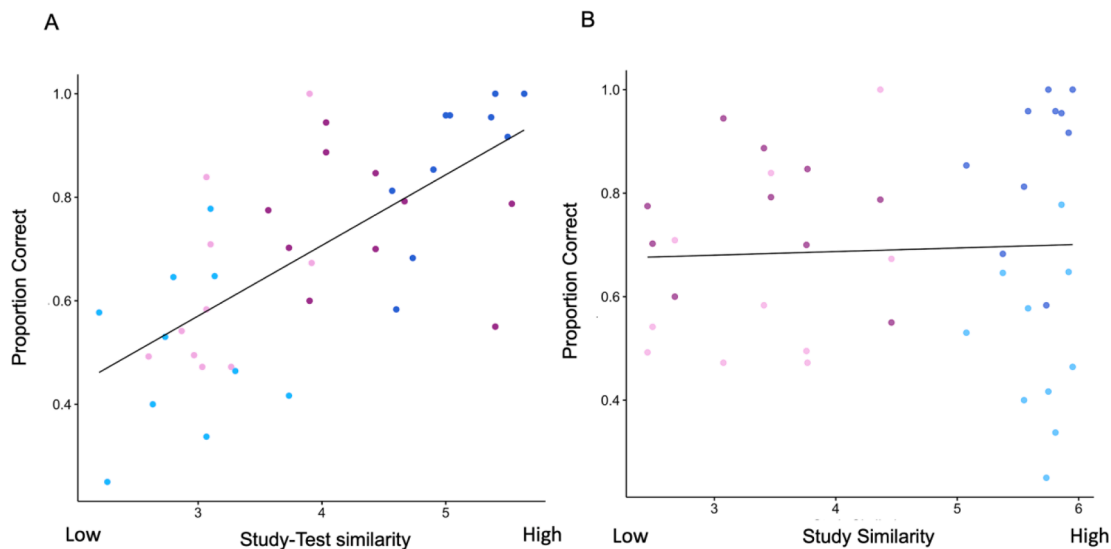 A
Proportion Correct
1.0
0.8
0.6
0.4
3
4
5
Low
Study-Test similarity
High
B
Proportion Correct
1.0
0.8
0.6
0.4
3
4
5
6
Low
Study Similarity
High